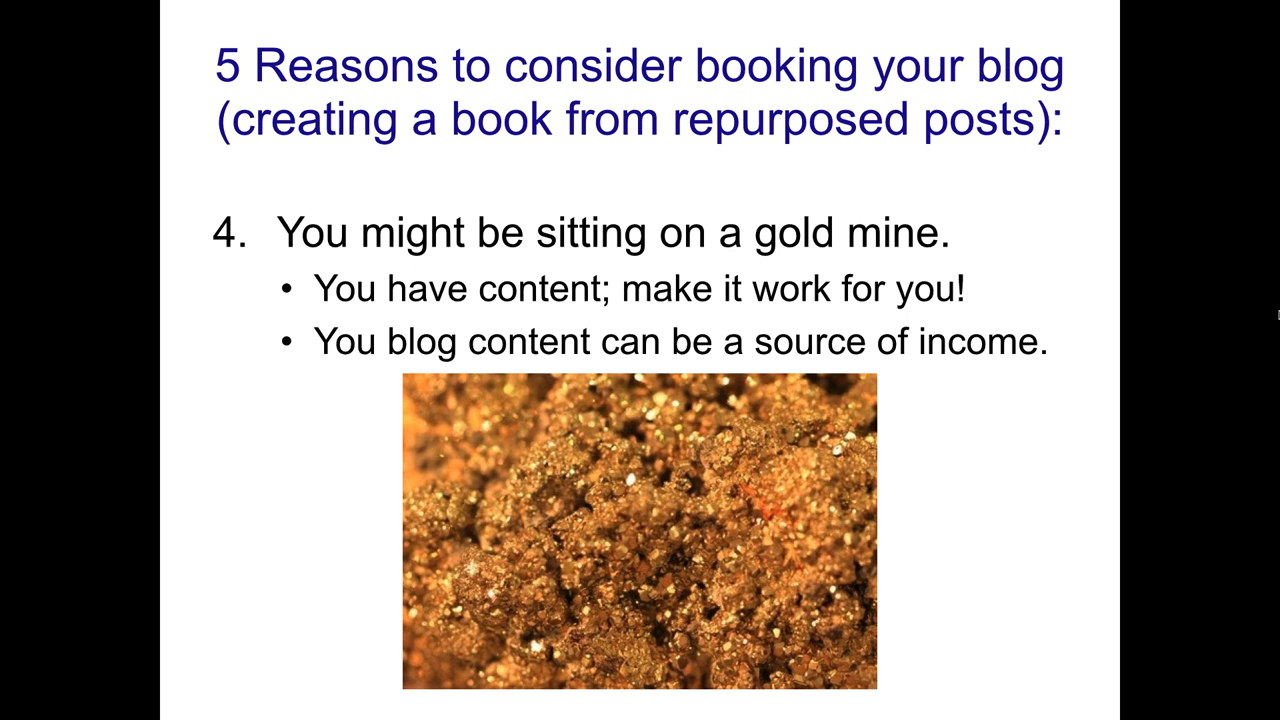 5 Reasons to consider booking your blog
(creating a book from repurposed posts):
4. You might be sitting on a gold mine.
• You have content; make it work for you!
• You blog content can be a source of income.